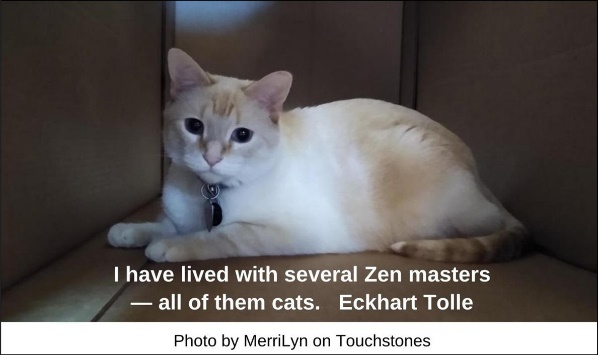 I have lived with several Zen masters
— all of them cats.   Eckhart Tolle
Photo by MerriLyn on Touchstones